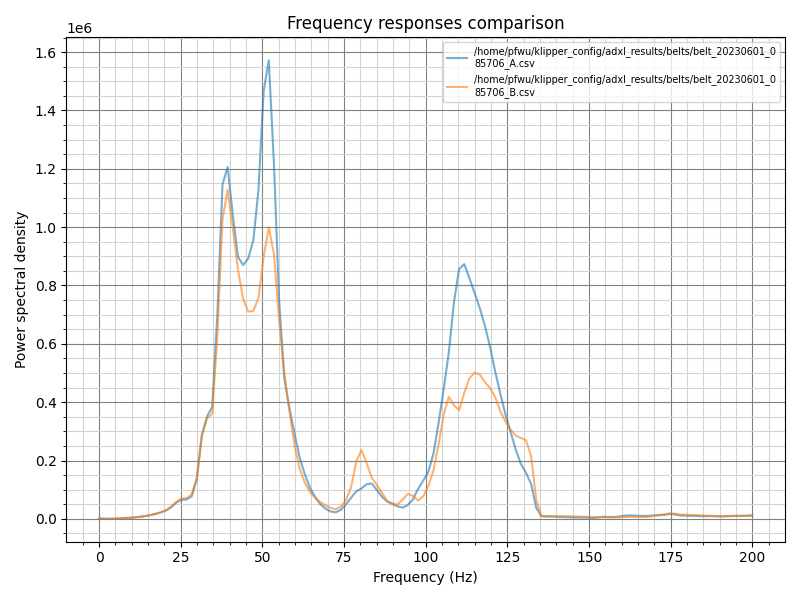 Frequency responses comparison
1e6
/home/pfwu/klipper_config/adxl_results/belts/belt_20230601_0
85706_A.csv
/home/pfwu/klipper_config/adxl_results/belts/belt_20230601_0
85706_B.csv
Power spectral density
1.6
1.4
1.2
1.0
0.8
0.6
0.4
0.2
0.0
0 25 50 75 100 125 150 175 200
Frequency (Hz)